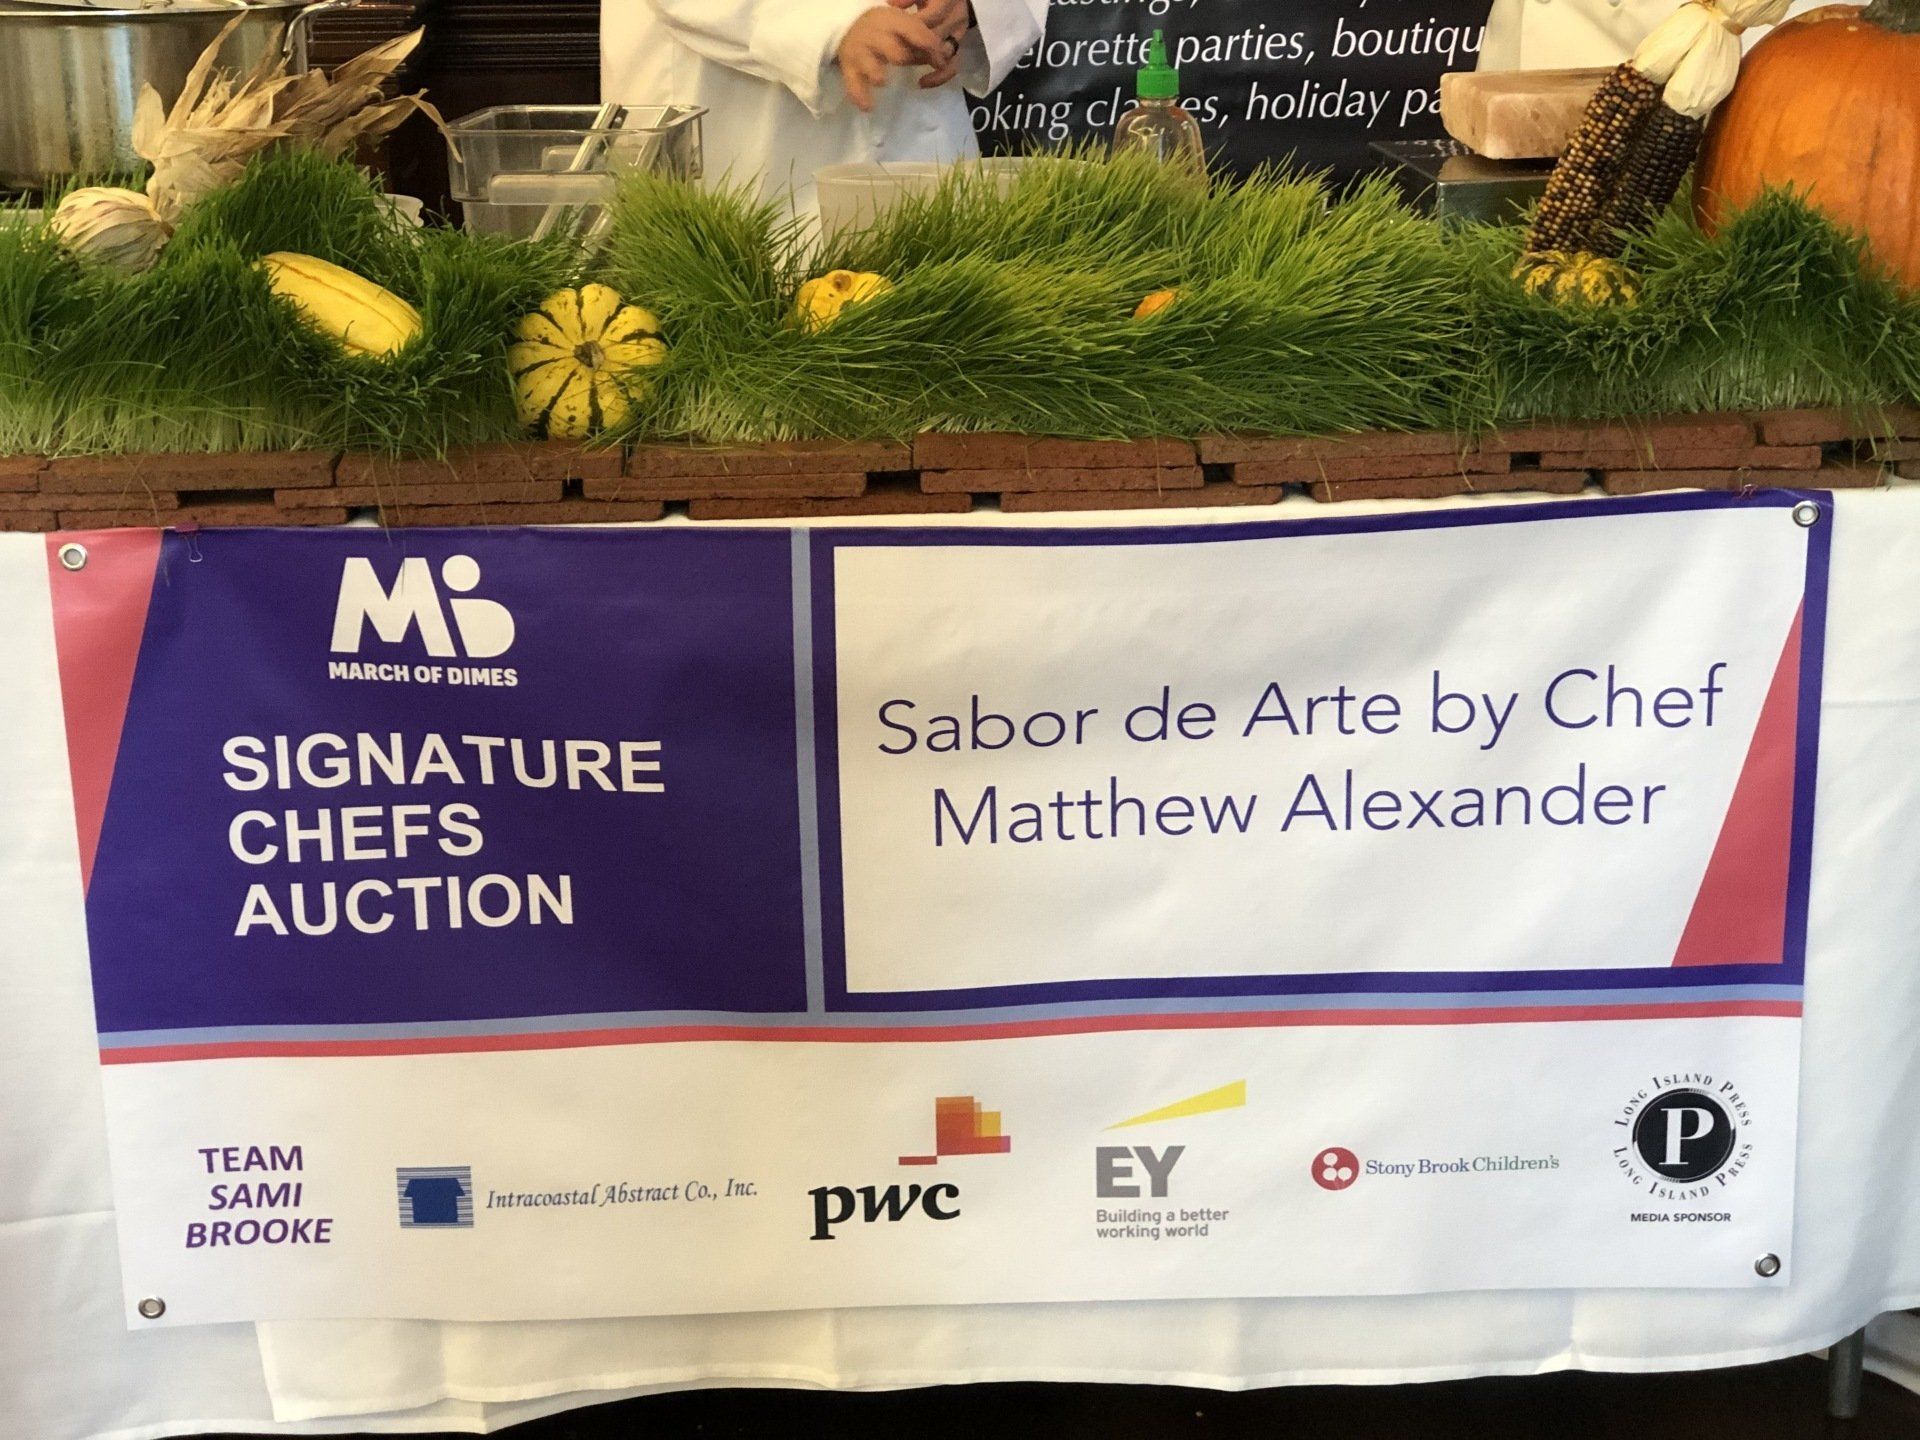 parties, boutiqu
holiday
MARCH OF DIMES
SIGNATURE
CHEFS
AUCTION
Sabor de Arte by Chef
Matthew Alexander
TEAM
SAMI
BROOKE
Intracoastal Abstract Co., Inc.
pwc
EY
Building a better
working world
Stony Brook Children's
LONG ISLAND PRESS
P
LONG ISLAND PRESS
MEDIA SPONSOR